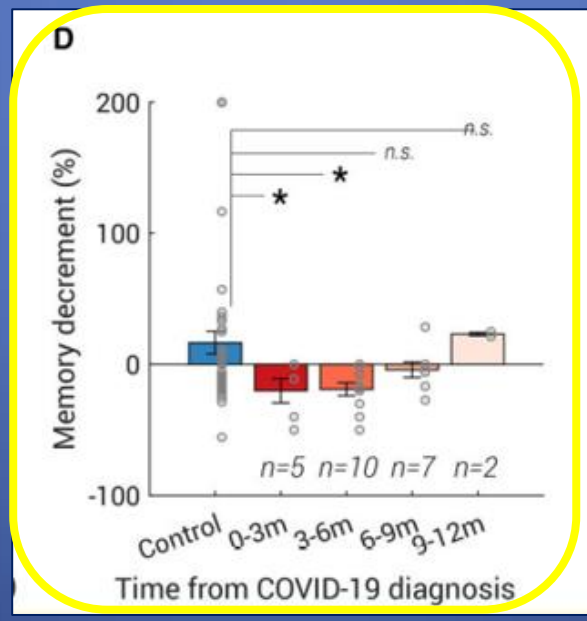 D
Memory decrement (%)
200
100
0
-100
n.s.
n.s.
*
*
n=5 n=10 n=7 n=2
Control 0-3m 3-6m 6-9m 9-12m
Time from COVID-19 diagnosis